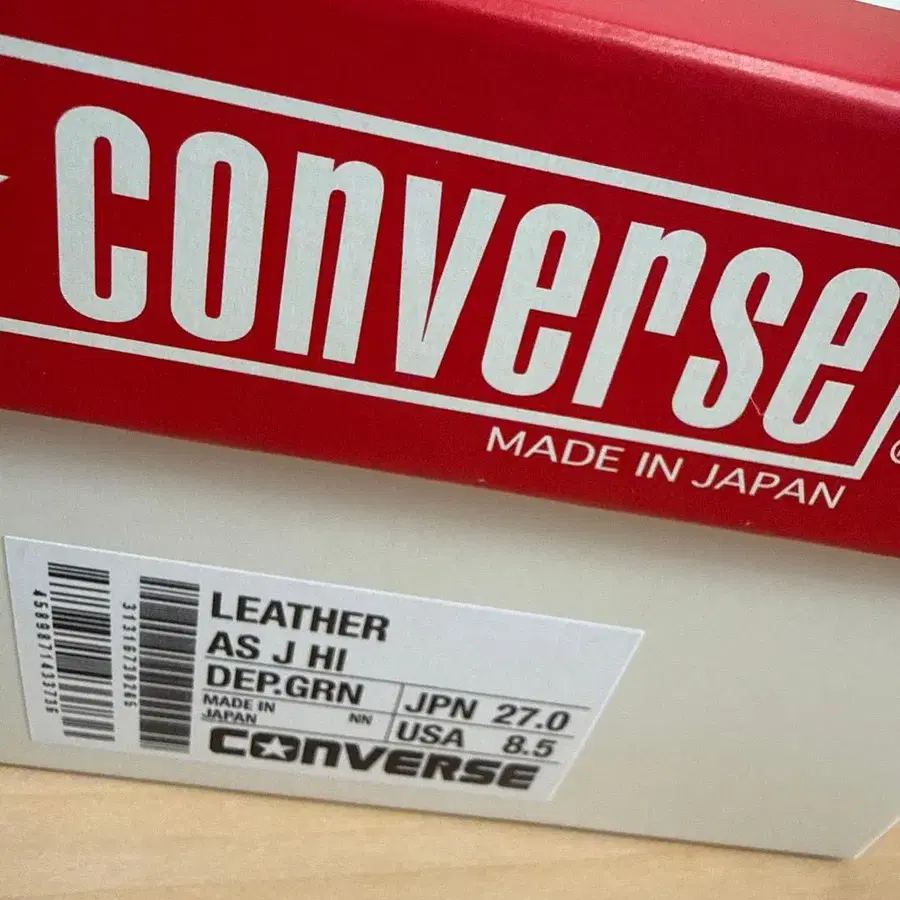 converse
MADE IN JAPAN
LEATHER
AS J HI
DEP.GRN
JPN 27.0
MADE IN
JAPAN
NN
USA 8.5
CONVERSE